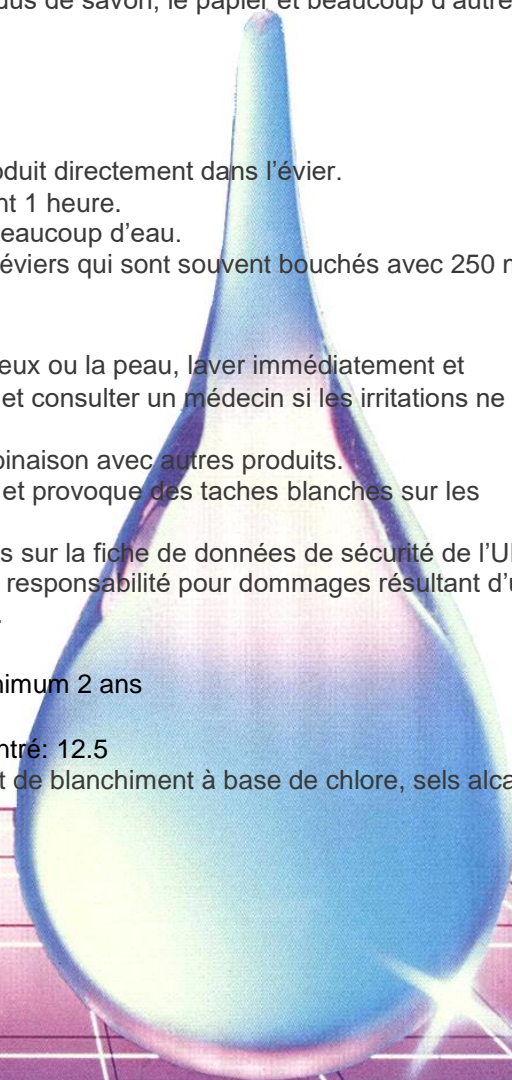 dus de savon, le papier et beaucoup d'autre
oduit directement dans l'évier.
nt 1 heure.
eaucoup d'eau.
éviers qui sont souvent bouchés avec 250 m
eux ou la peau, laver immédiatement et
et consulter un médecin si les irritations ne
binaison avec autres produits.
et provoque des taches blanches sur les
s sur la fiche de données de sécurité de l'U
responsabilité pour dommages résultant d'u
.
nimum 2 ans
ntré: 12.5
t de blanchiment à base de chlore, sels alca